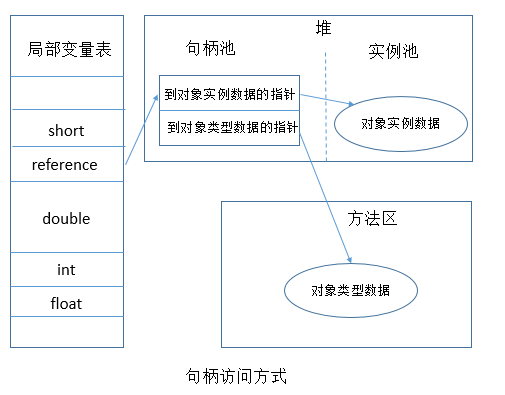 局部变量表
short
reference
double
int
float
堆
句柄池
实例池
到对象实例数据的指针
到对象类型数据的指针
对象实例数据
方法区
对象类型数据
句柄访问方式